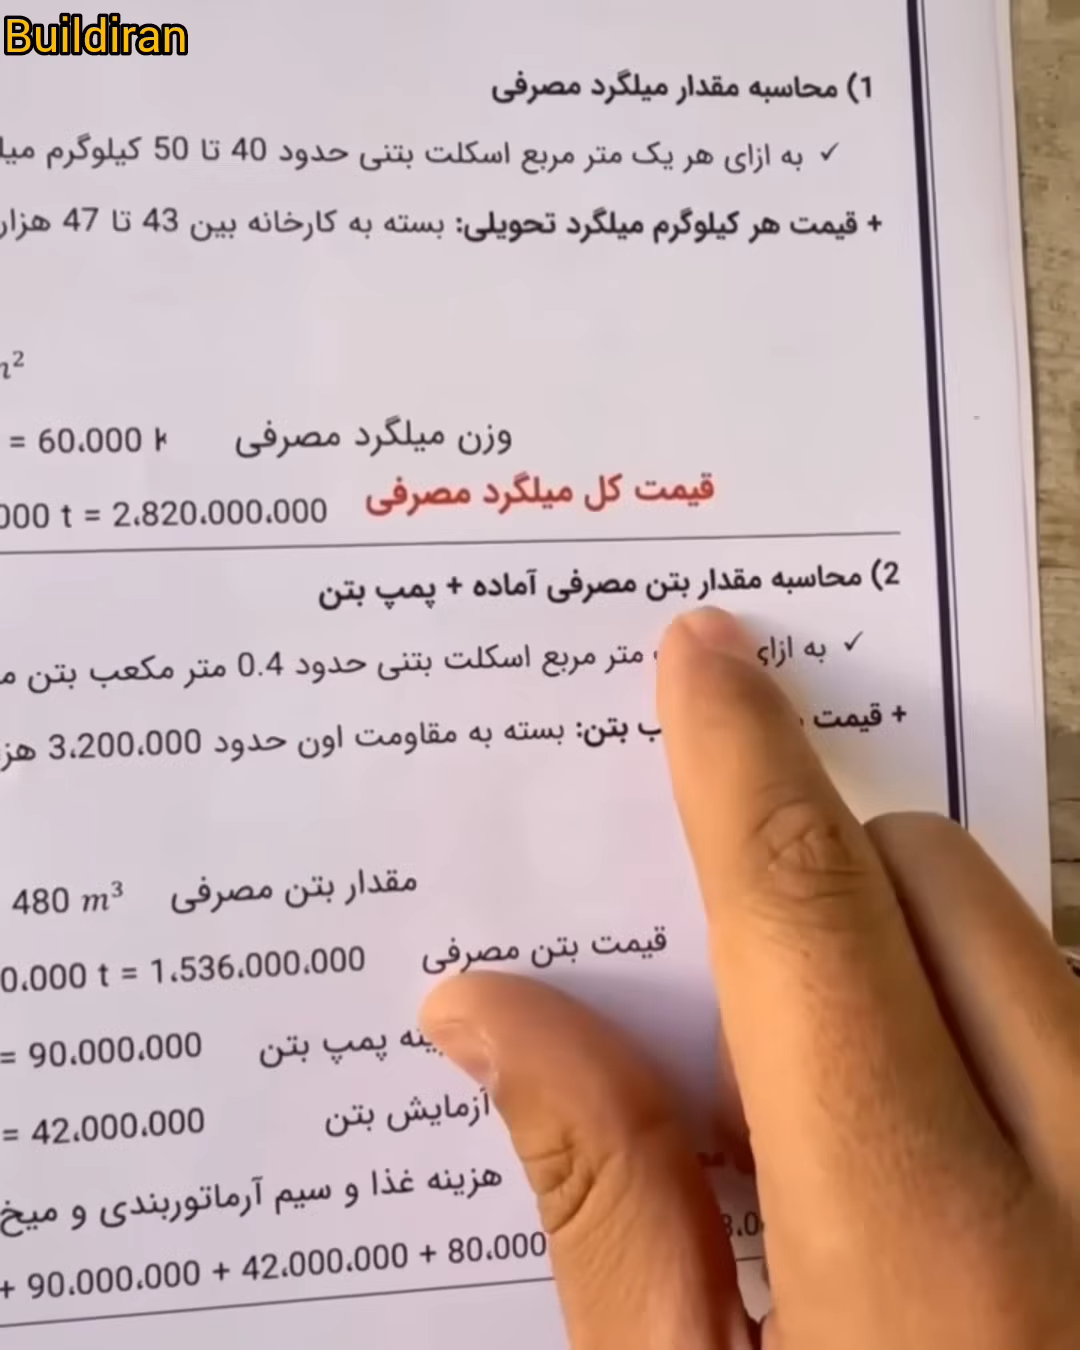 Buildiran
1) محاسبه مقدار میلگرد مصرفی
✓ به ازای هر یک متر مربع اسکلت بتنی حدود 40 تا 50 کیلوگرم
+ قیمت هر کیلوگرم میلگرد تحویلی: بسته به کارخانه بین 43 تا 47 هزار
= 60.000 وزن میلگرد مصرفی
000 t = 2.820.000.000 قیمت کل میلگرد مصرفی
2) محاسبه مقدار بتن مصرفی آماده + پمپ بتن
✓ به ازای متر مربع اسکلت بتنی حدود 0.4 متر مکعب بتن
+ قیمت بتن: بسته به مقاومت اون حدود 3.200.000
480 m³ مقدار بتن مصرفی
0.000 t = 1.536.000.000 قیمت بتن مصرفی
= 90.000.000 پمپ بتن
= 42.000.000 آزمایش بتن
هزینه غذا و سیم آرماتوربندی و میخ
+ 90.000.000 + 42.000.000 + 80.000